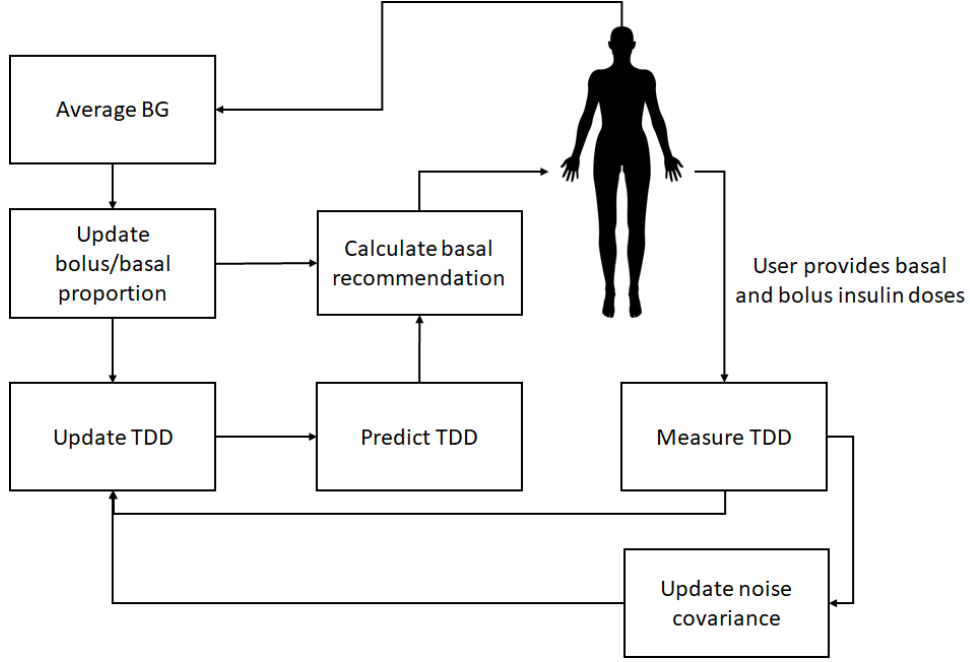 Average BG
Update
bolus/basal
proportion
Calculate basal
recommendation
User provides basal
and bolus insulin doses
Update TDD
Predict TDD
Measure TDD
Update noise
covariance